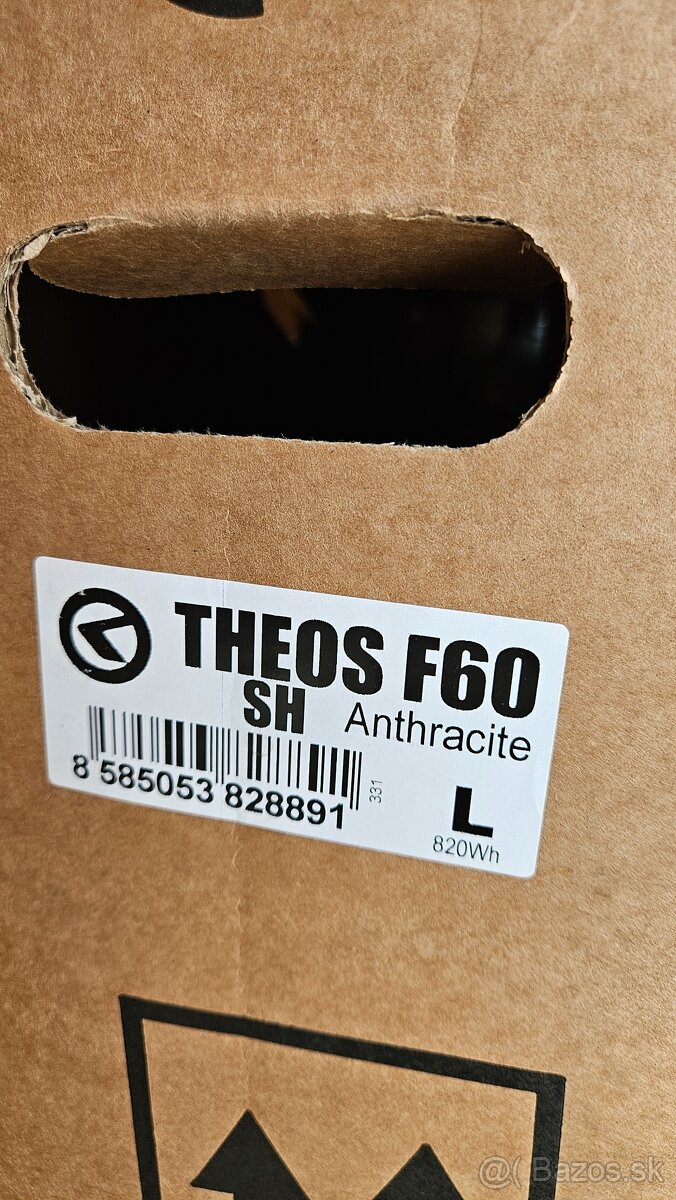 THEOS F60
SH Anthracite
8 585053 828891
331
L
820Wh
@( Bazos.sk